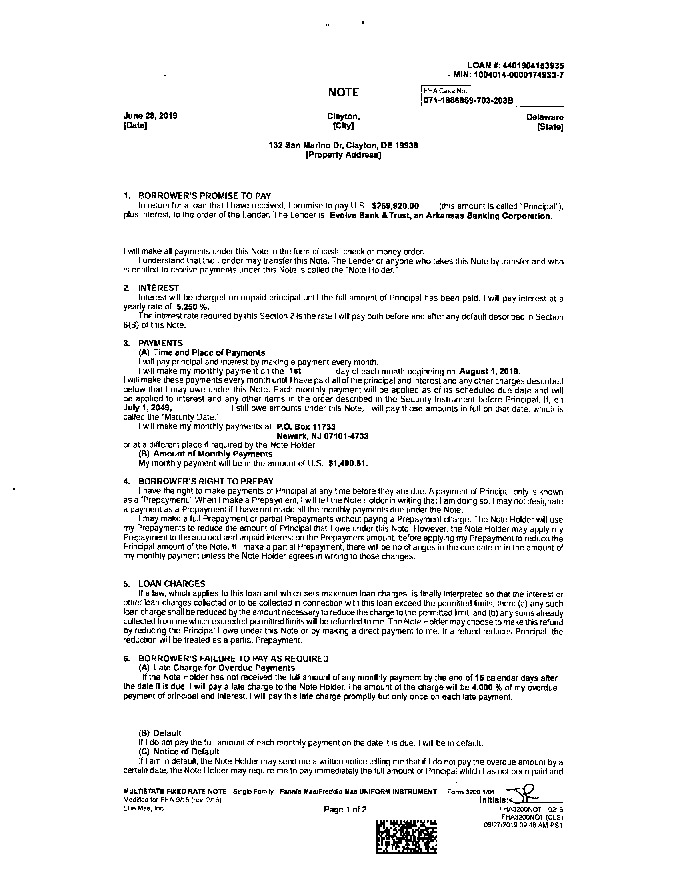 LOAN #: 4401904163935
MIN: 1004014-0000174933-7
NOTE
FHA Case No.
071-1886869-703-203B
June 28, 2019
[Date]
Clayton,
[City]
Delaware
[State]
132 San Marino Dr, Clayton, DE 19938
[Property Address]
1. BORROWER'S PROMISE TO PAY
In return for a loan that I have received, I promise to pay U.S. $269,920.00 (this amount is called "Principal"),
plus interest, to the order of the Lender. The Lender is Evolve Bank & Trust, an Arkansas Banking Corporation.
I will make all payments under this Note in the form of cash, check or money order.
I understand that the Lender may transfer this Note. The Lender or anyone who takes this Note by transfer and who
is entitled to receive payments under this Note is called the "Note Holder."
2. INTEREST
Interest will be charged on unpaid principal until the full amount of Principal has been paid. I will pay interest at a
yearly rate of 5.250 %.
The interest rate required by this Section 2 is the rate I will pay both before and after any default described in Section
6(B) of this Note.
3. PAYMENTS
(A) Time and Place of Payments
I will pay principal and interest by making a payment every month.
I will make my monthly payment on the 1st day of each month beginning on August 1, 2019.
I will make these payments every month until I have paid all of the principal and interest and any other charges described
below that I may owe under this Note. Each monthly payment will be applied as of its scheduled due date and will
be applied to interest and any other items in the order described in the Security Instrument before Principal. If, on
July 1, 2049, I still owe amounts under this Note, I will pay those amounts in full on that date, which is
called the "Maturity Date."
I will make my monthly payments at P.O. Box 11733
Newark, NJ 07101-4733
or at a different place if required by the Note Holder.
(B) Amount of Monthly Payments
My monthly payment will be in the amount of U.S. $1,490.51.
4. BORROWER'S RIGHT TO PREPAY
I have the right to make payments of Principal at any time before they are due. A payment of Principal only is known
as a "Prepayment." When I make a Prepayment, I will tell the Note Holder in writing that I am doing so. I may not designate
a payment as a Prepayment if I have not made all the monthly payments due under the Note.
I may make a full Prepayment or partial Prepayments without paying a Prepayment charge. The Note Holder will use
my Prepayments to reduce the amount of Principal that I owe under this Note. However, the Note Holder may apply my
Prepayment to the accrued and unpaid interest on the Prepayment amount, before applying my Prepayment to reduce the
Principal amount of the Note. If I make a partial Prepayment, there will be no changes in the due date or in the amount of
my monthly payment unless the Note Holder agrees in writing to those changes.
5. LOAN CHARGES
If a law, which applies to this loan and which sets maximum loan charges, is finally interpreted so that the interest or
other loan charges collected or to be collected in connection with this loan exceed the permitted limits, then: (a) any such
loan charge shall be reduced by the amount necessary to reduce the charge to the permitted limit; and (b) any sums already
collected from me which exceeded permitted limits will be refunded to me. The Note Holder may choose to make this refund
by reducing the Principal I owe under this Note or by making a direct payment to me. If a refund reduces Principal, the
reduction will be treated as a partial Prepayment.
6. BORROWER'S FAILURE TO PAY AS REQUIRED
(A) Late Charge for Overdue Payments
If the Note Holder has not received the full amount of any monthly payment by the end of 15 calendar days after
the date it is due, I will pay a late charge to the Note Holder. The amount of the charge will be 4.000 % of my overdue
payment of principal and interest. I will pay this late charge promptly but only once on each late payment.
(B) Default
If I do not pay the full amount of each monthly payment on the date it is due, I will be in default.
(C) Notice of Default
If I am in default, the Note Holder may send me a written notice telling me that if I do not pay the overdue amount by a
certain date, the Note Holder may require me to pay immediately the full amount of Principal which has not been paid and
MULTISTATE FIXED RATE NOTE Single Family Fannie Mae/Freddie Mac UNIFORM INSTRUMENT Form 3200 1/01
Modified for FHA 9/15 (rev. 2/16)
Ellie Mae, Inc.
Page 1 of 2
Initials:
FHA3200NOT 0216
FHA3200NOT (CLS)
06/27/2019 09:48 AM PST